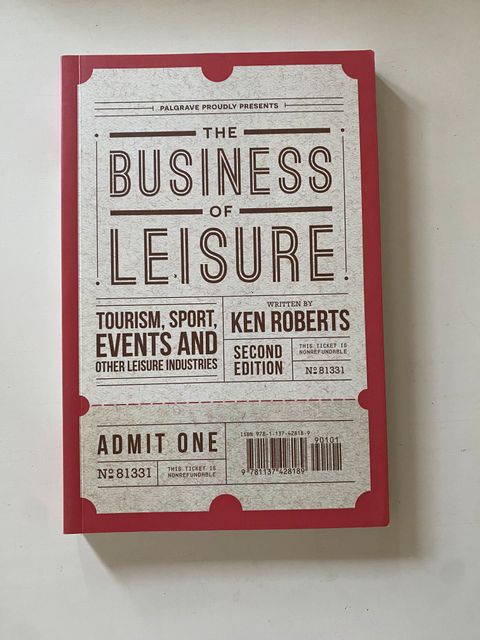 PALGRAVE PROUDLY PRESENTS
THE
BUSINESS
OF
LEISURE
TOURISM, SPORT,
EVENTS AND
OTHER LEISURE INDUSTRIES
WRITTEN BY
KEN ROBERTS
SECOND
EDITION
THIS TICKET IS
NONREFUNDABLE
Nº 81331
ADMIT ONE
Nº 81331
THIS TICKET IS
NONREFUNDABLE
ISBN 978-1-137-42818-9
90101
9 781137 428189